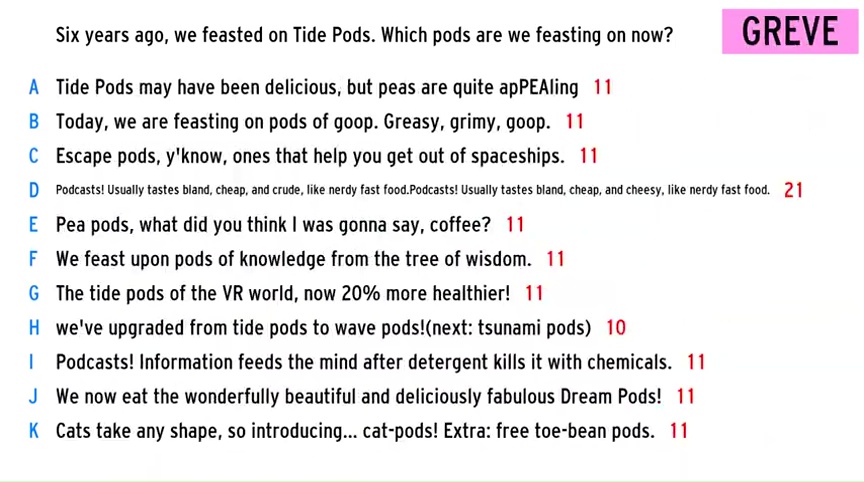 Six years ago, we feasted on Tide Pods. Which pods are we feasting on now?
GREVE
A Tide Pods may have been delicious, but peas are quite apPEAling 11
B Today, we are feasting on pods of goop. Greasy, grimy, goop. 11
C Escape pods, y'know, ones that help you get out of spaceships. 11
D Podcasts! Usually tastes bland, cheap, and crude, like nerdy fast food.Podcasts! Usually tastes bland, cheap, and cheesy, like nerdy fast food. 21
E Pea pods, what did you think I was gonna say, coffee? 11
F We feast upon pods of knowledge from the tree of wisdom. 11
G The tide pods of the VR world, now 20% more healthier! 11
H we've upgraded from tide pods to wave pods!(next: tsunami pods) 10
I Podcasts! Information feeds the mind after detergent kills it with chemicals. 11
J We now eat the wonderfully beautiful and deliciously fabulous Dream Pods! 11
K Cats take any shape, so introducing... cat-pods! Extra: free toe-bean pods. 11